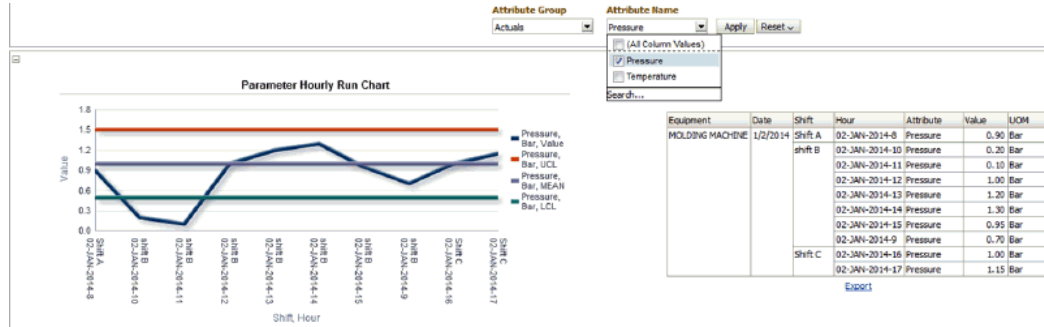 Attribute Group Attribute Name
Actuals Pressure Apply Reset
(All Column Values)
Pressure
Temperature
Search...
Parameter Hourly Run Chart
1.8
1.5
1.2
0.9
0.6
0.3
0.0
Value
02-JAN-2014-8 Shift A
02-JAN-2014-10 shift B
02-JAN-2014-11 shift B
02-JAN-2014-12 shift B
02-JAN-2014-13 shift B
02-JAN-2014-14 shift B
02-JAN-2014-15 shift B
02-JAN-2014-9 shift B
02-JAN-2014-16 Shift C
02-JAN-2014-17 Shift C
Shift, Hour
Pressure,
Bar, Value
Pressure,
Bar, UCL
Pressure,
Bar, MEAN
Pressure,
Bar, LCL
Equipment Date Shift Hour Attribute Value UOM
MOLDING MACHINE 1/2/2014 Shift A 02-JAN-2014-8 Pressure 0.90 Bar
shift B 02-JAN-2014-10 Pressure 0.20 Bar
02-JAN-2014-11 Pressure 0.10 Bar
02-JAN-2014-12 Pressure 1.00 Bar
02-JAN-2014-13 Pressure 1.20 Bar
02-JAN-2014-14 Pressure 1.30 Bar
02-JAN-2014-15 Pressure 0.95 Bar
02-JAN-2014-9 Pressure 0.70 Bar
Shift C 02-JAN-2014-16 Pressure 1.00 Bar
02-JAN-2014-17 Pressure 1.15 Bar
Export